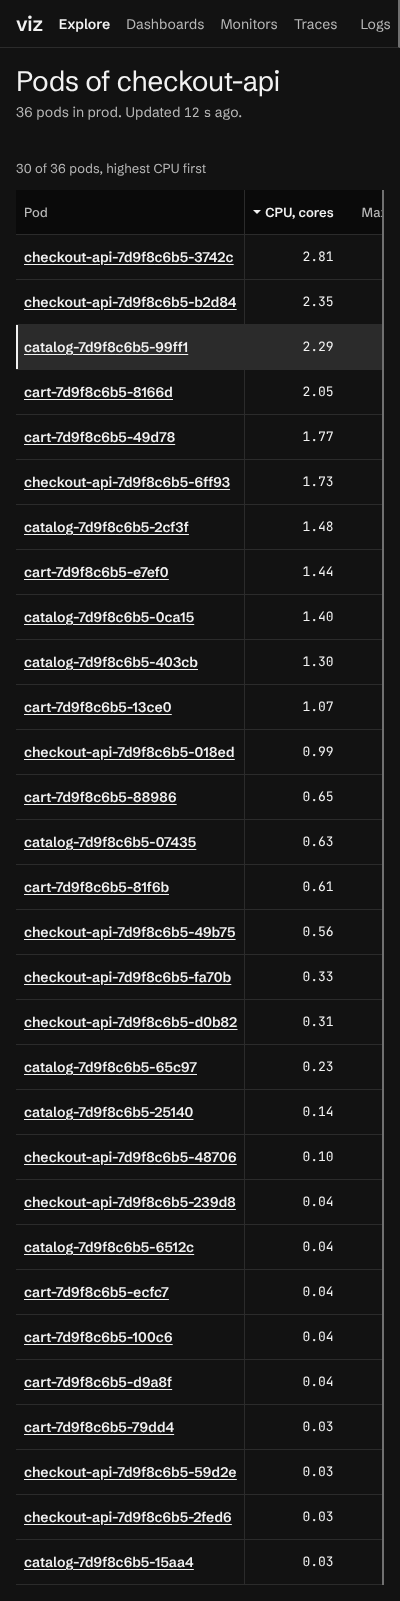 viz Explore Dashboards Monitors Traces Logs
Pods of checkout-api
36 pods in prod. Updated 12 s ago.
30 of 36 pods, highest CPU first
Pod CPU, cores
checkout-api-7d9f8c6b5-3742c 2.81
checkout-api-7d9f8c6b5-b2d84 2.35
catalog-7d9f8c6b5-99ff1 2.29
cart-7d9f8c6b5-8166d 2.05
cart-7d9f8c6b5-49d78 1.77
checkout-api-7d9f8c6b5-6ff93 1.73
catalog-7d9f8c6b5-2cf3f 1.48
cart-7d9f8c6b5-e7ef0 1.44
catalog-7d9f8c6b5-0ca15 1.40
catalog-7d9f8c6b5-403cb 1.30
cart-7d9f8c6b5-13ce0 1.07
checkout-api-7d9f8c6b5-018ed 0.99
cart-7d9f8c6b5-88986 0.65
catalog-7d9f8c6b5-07435 0.63
cart-7d9f8c6b5-81f6b 0.61
checkout-api-7d9f8c6b5-49b75 0.56
checkout-api-7d9f8c6b5-fa70b 0.33
checkout-api-7d9f8c6b5-d0b82 0.31
catalog-7d9f8c6b5-65c97 0.23
catalog-7d9f8c6b5-25140 0.14
checkout-api-7d9f8c6b5-48706 0.10
checkout-api-7d9f8c6b5-239d8 0.04
catalog-7d9f8c6b5-6512c 0.04
cart-7d9f8c6b5-ecfc7 0.04
cart-7d9f8c6b5-100c6 0.04
cart-7d9f8c6b5-d9a8f 0.04
cart-7d9f8c6b5-79dd4 0.03
checkout-api-7d9f8c6b5-59d2e 0.03
checkout-api-7d9f8c6b5-2fed6 0.03
catalog-7d9f8c6b5-15aa4 0.03